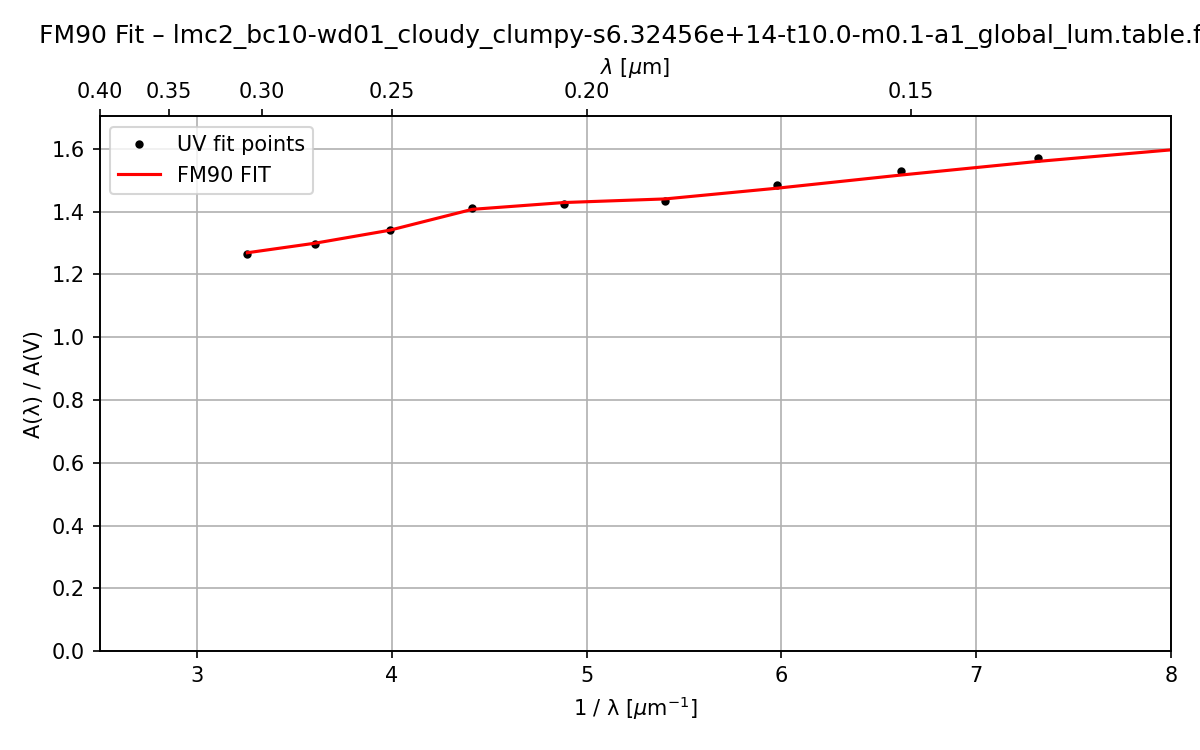 FM90 Fit – lmc2_bc10-wd01_cloudy_clumpy-s6.32456e+14-t10.0-m0.1-a1_global_lum.table.f
λ [μm]
0.40 0.35 0.30 0.25 0.20 0.15
UV fit points
FM90 FIT
1.6
1.4
1.2
1.0
0.8
0.6
0.4
0.2
0.0
A(λ) / A(V)
3 4 5 6 7 8
1 / λ [μm⁻¹]